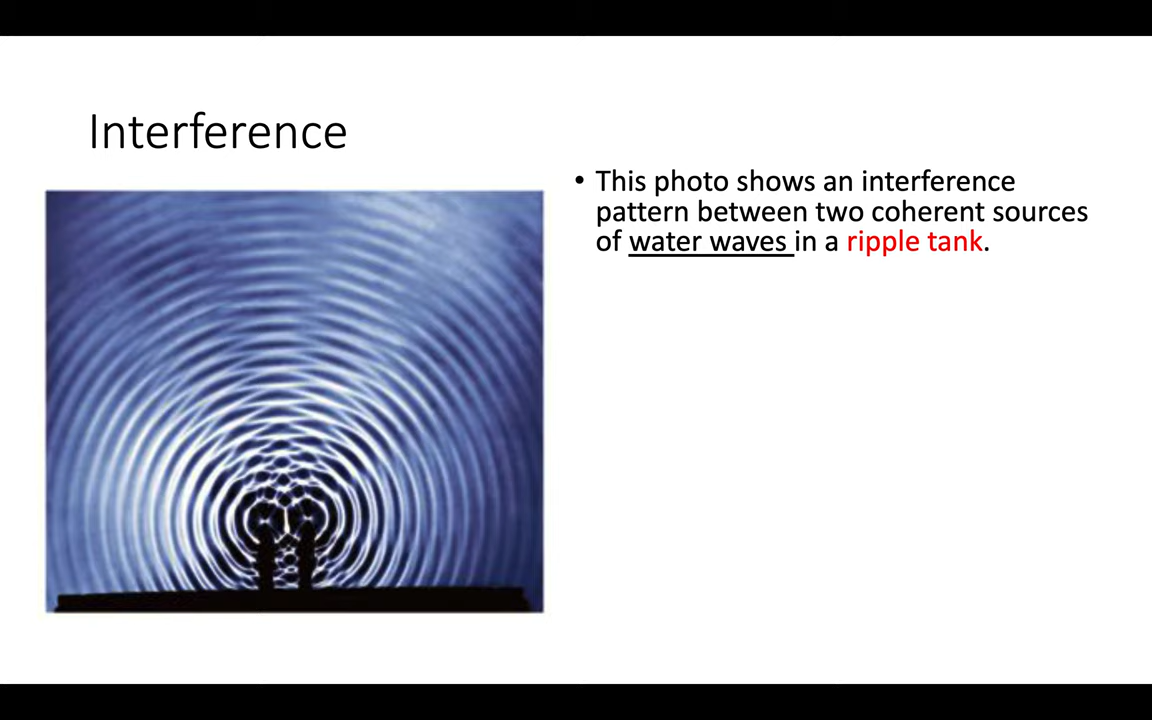 Interference
• This photo shows an interference
pattern between two coherent sources
of water waves in a ripple tank.